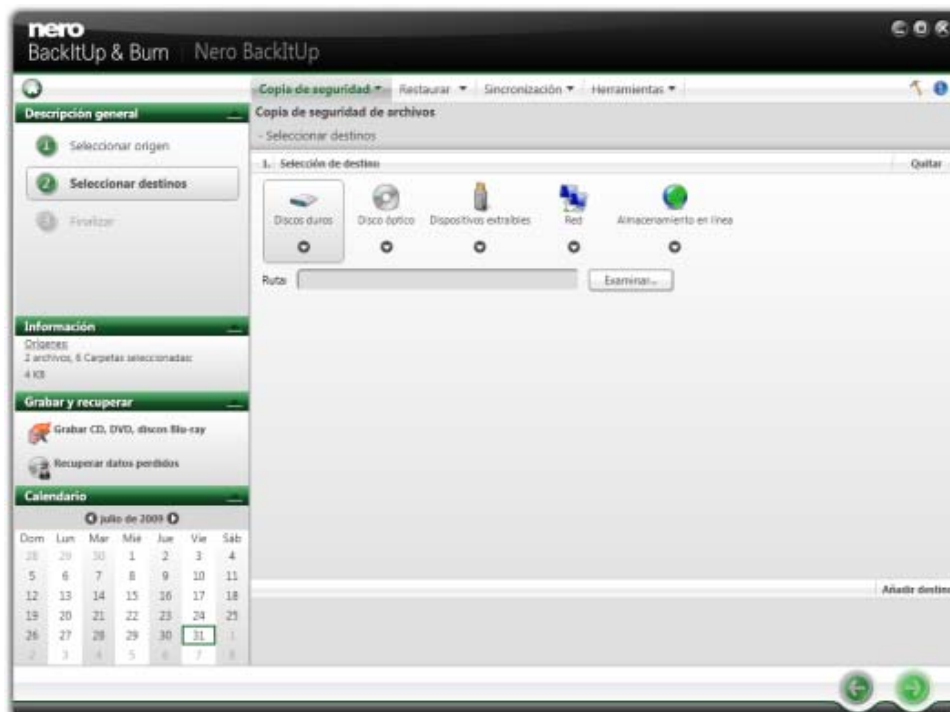 nero
BackItUp & Burn | Nero BackItUp
Copia de seguridad Restaurar Sincronización Herramientas
Descripción general
Copia de seguridad de archivos
- Seleccionar destinos
1 Seleccionar origen
1. Selección de destino Quitar
2 Seleccionar destinos
3 Finalizar
Discos duros Disco óptico Dispositivos extraíbles Red Almacenamiento en línea
Ruta: Examinar...
Información
Orígenes:
2 archivos, 6 Carpetas seleccionadas:
4 KB
Grabar y recuperar
Grabar CD, DVD, discos Blu-ray
Recuperar datos perdidos
Calendario
julio de 2009
Dom Lun Mar Mié Jue Vie Sáb
28 29 30 1 2 3 4
5 6 7 8 9 10 11
12 13 14 15 16 17 18
19 20 21 22 23 24 25
26 27 28 29 30 31 1
2 3 4 5 6 7 8
Añadir destino